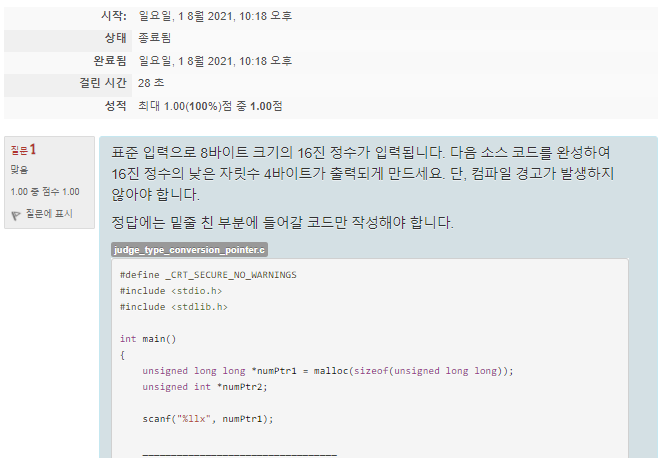 시작: 일요일, 1 8월 2021, 10:18 오후
상태 종료됨
완료됨 일요일, 1 8월 2021, 10:18 오후
걸린 시간 28 초
성적 최대 1.00(100%)점 중 1.00점
질문 1
맞음
1.00 중 점수 1.00
질문에 표시
표준 입력으로 8바이트 크기의 16진 정수가 입력됩니다. 다음 소스 코드를 완성하여
16진 정수의 낮은 자릿수 4바이트가 출력되게 만드세요. 단, 컴파일 경고가 발생하지
않아야 합니다.
정답에는 밑줄 친 부분에 들어갈 코드만 작성해야 합니다.
judge_type_conversion_pointer.c
#define _CRT_SECURE_NO_WARNINGS
#include <stdio.h>
#include <stdlib.h>
int main()
{
    unsigned long long *numPtr1 = malloc(sizeof(unsigned long long));
    unsigned int *numPtr2;
    scanf("%llx", numPtr1);
    __________________________________